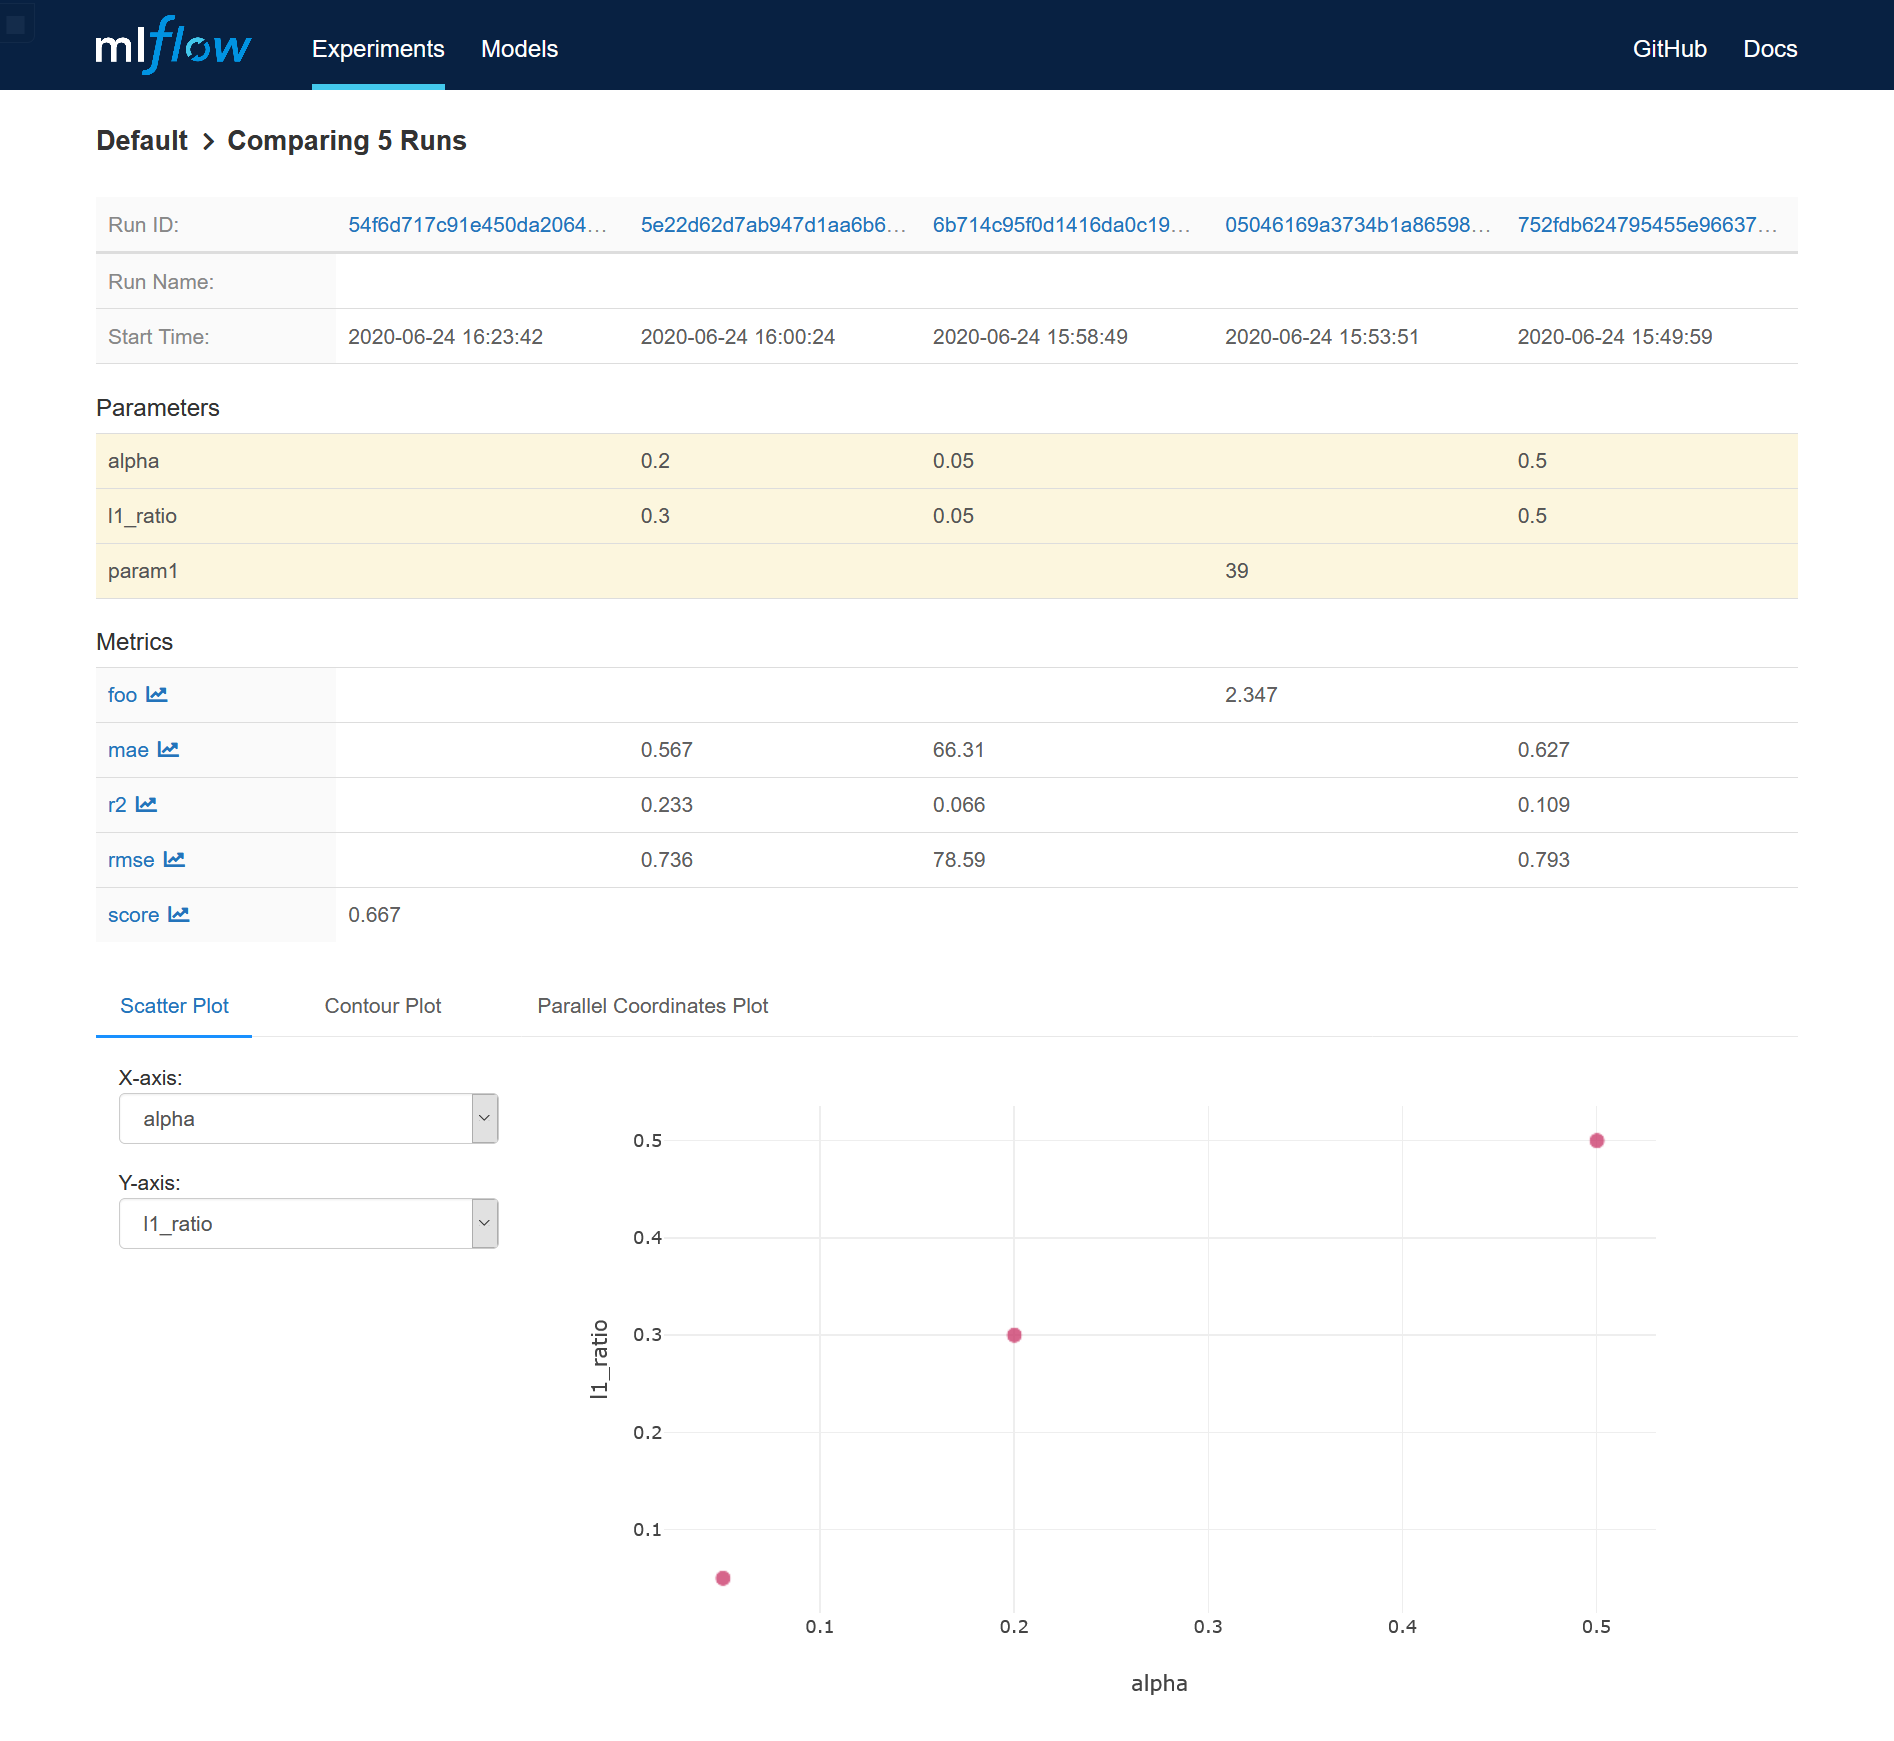 mlflow Experiments Models GitHub Docs
Default > Comparing 5 Runs
Run ID: 54f6d717c91e450da2064... 5e22d62d7ab947d1aa6b6... 6b714c95f0d1416da0c19... 05046169a3734b1a86598... 752fdb624795455e96637...
Run Name:
Start Time: 2020-06-24 16:23:42 2020-06-24 16:00:24 2020-06-24 15:58:49 2020-06-24 15:53:51 2020-06-24 15:49:59
Parameters
alpha 0.2 0.05 0.5
l1_ratio 0.3 0.05 0.5
param1 39
Metrics
foo 2.347
mae 0.567 66.31 0.627
r2 0.233 0.066 0.109
rmse 0.736 78.59 0.793
score 0.667
Scatter Plot Contour Plot Parallel Coordinates Plot
X-axis:
alpha
Y-axis:
l1_ratio
0.5
0.4
0.3
0.2
0.1
l1_ratio
0.1 0.2 0.3 0.4 0.5
alpha